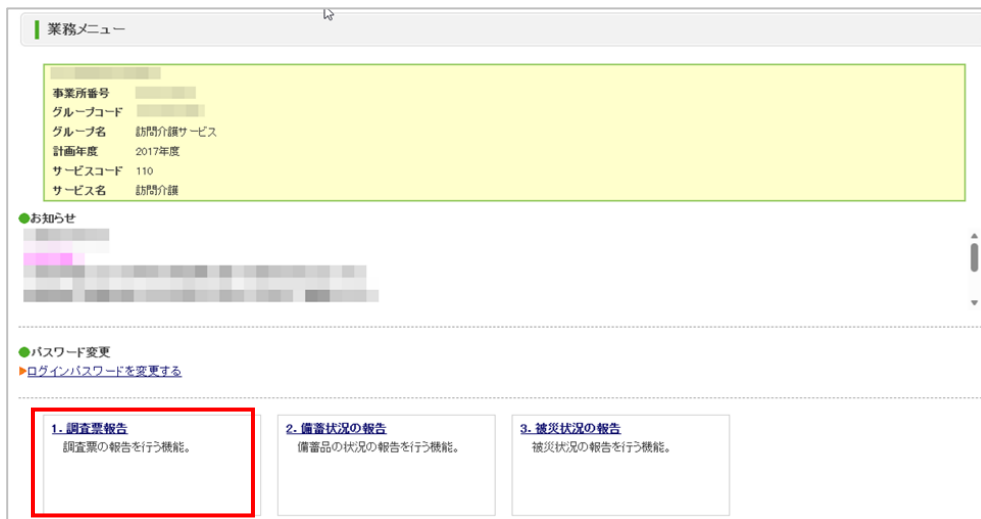 業務メニュー
事業所番号
グループコード
グループ名 訪問介護サービス
計画年度 2017年度
サービスコード 110
サービス名 訪問介護
●お知らせ
●パスワード変更
▶ログインパスワードを変更する
1. 調査票報告
調査票の報告を行う機能。
2. 備蓄状況の報告
備蓄品の状況の報告を行う機能。
3. 被災状況の報告
被災状況の報告を行う機能。